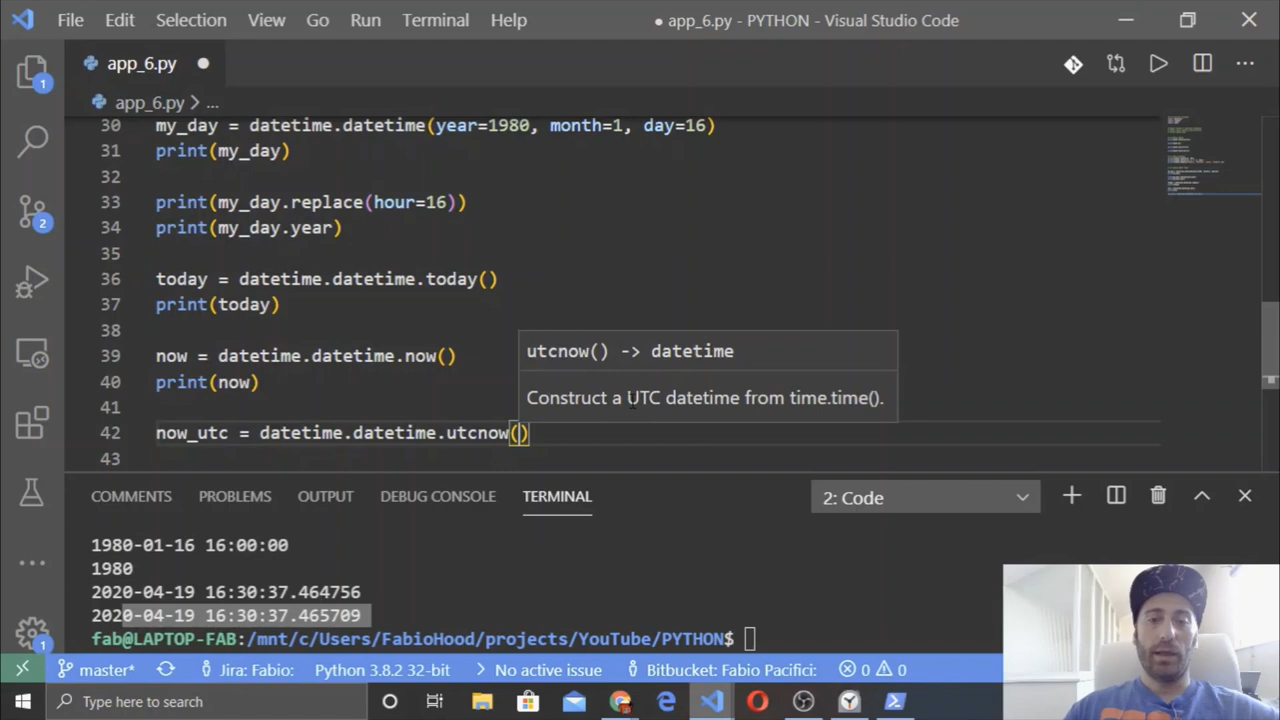 File Edit Selection View Go Run Terminal Help ● app_6.py - PYTHON - Visual Studio Code
app_6.py
1
app_6.py > ...
30 my_day = datetime.datetime(year=1980, month=1, day=16)
31 print(my_day)
32
33 print(my_day.replace(hour=16))
34 print(my_day.year)
35
36 today = datetime.datetime.today()
37 print(today)
38
39 now = datetime.datetime.now()
40 print(now)
41
42 now_utc = datetime.datetime.utcnow()
43
utcnow() -> datetime
Construct a UTC datetime from time.time().
2
COMMENTS PROBLEMS OUTPUT DEBUG CONSOLE TERMINAL 2: Code
1980-01-16 16:00:00
1980
2020-04-19 16:30:37.464756
2020-04-19 16:30:37.465709
fab@LAPTOP-FAB:/mnt/c/Users/FabioHood/projects/YouTube/PYTHON$
1
master* Jira: Fabio: Python 3.8.2 32-bit No active issue Bitbucket: Fabio Pacifici: 0 0
Type here to search